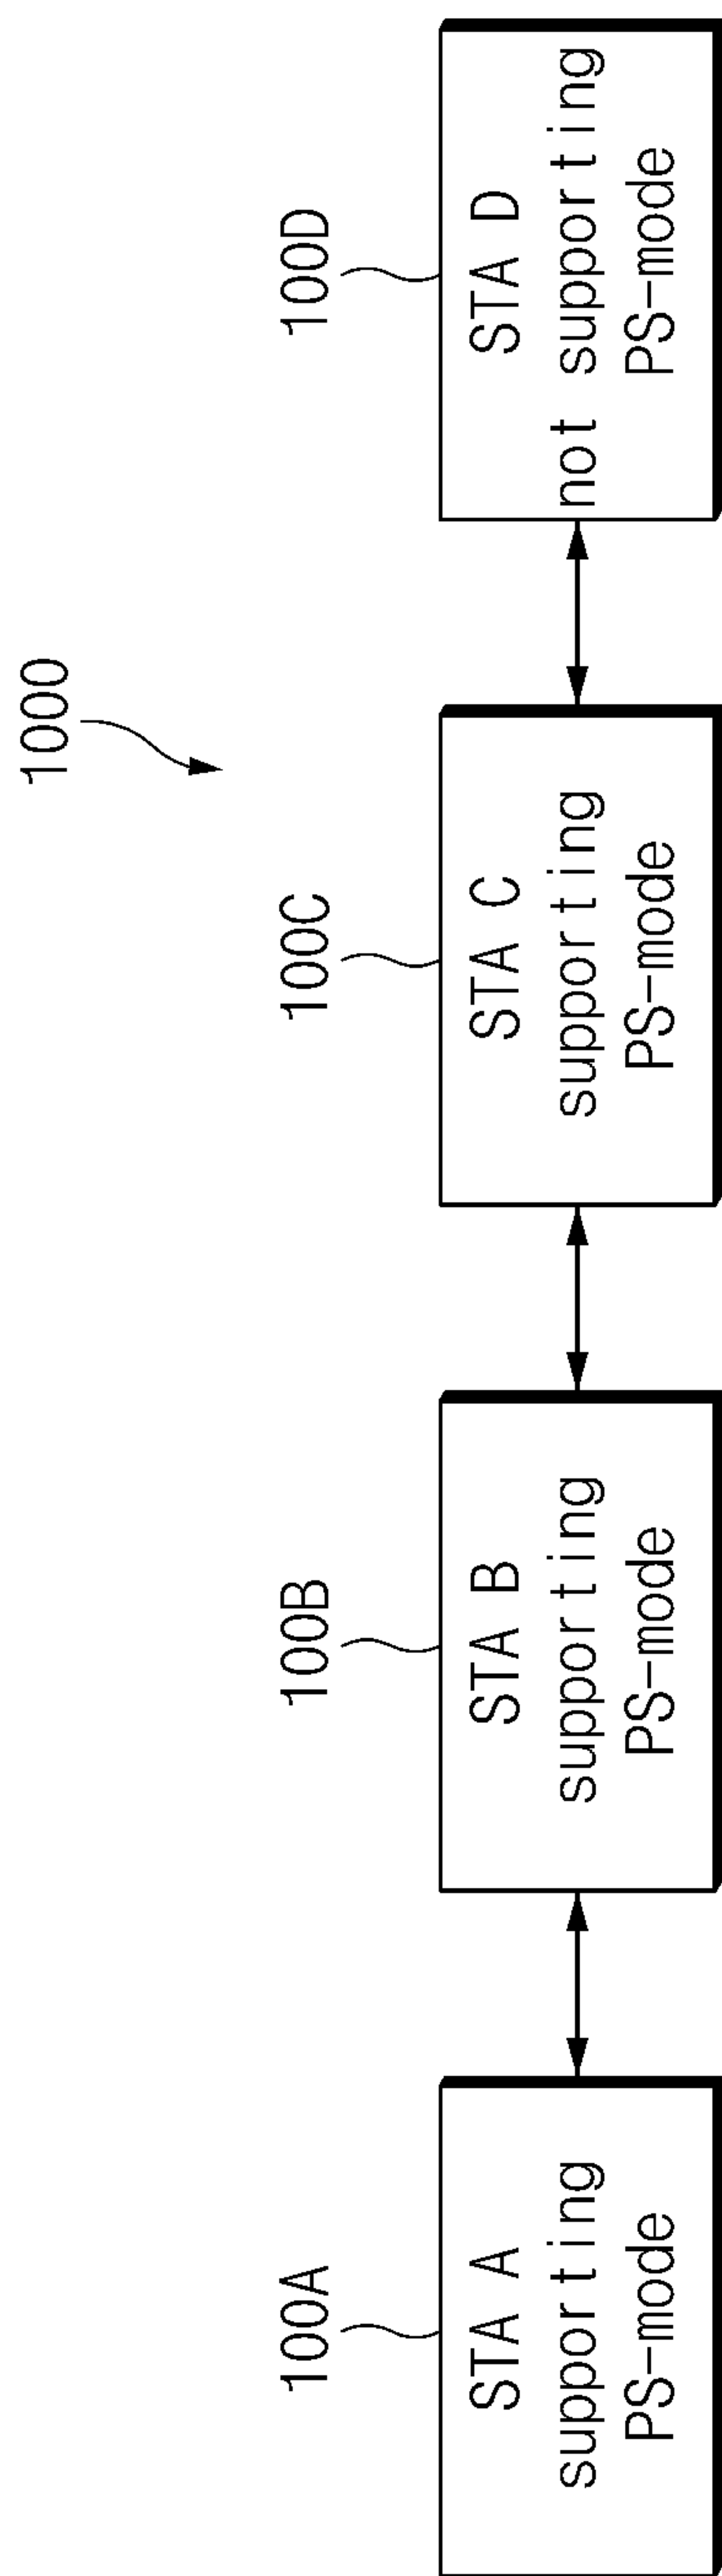 1000
100A
100B
100C
100D
STA A
supporting
PS-mode
STA B
supporting
PS-mode
STA C
supporting
PS-mode
STA D
not supporting
PS-mode